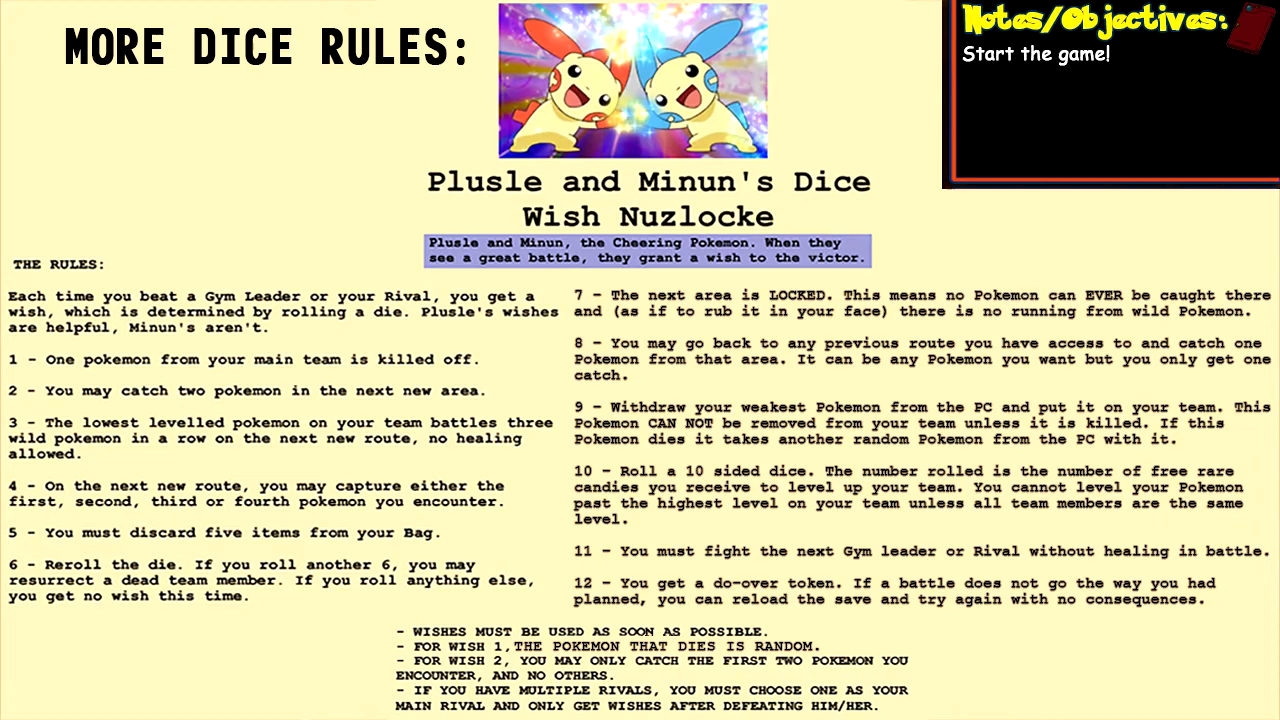 MORE DICE RULES:
Notes/Objectives:
Start the game!
Plusle and Minun's Dice
Wish Nuzlocke
Plusle and Minun, the Cheering Pokemon. When they
see a great battle, they grant a wish to the victor.
THE RULES:
Each time you beat a Gym Leader or your Rival, you get a
wish, which is determined by rolling a die. Plusle's wishes
are helpful, Minun's aren't.
1 - One pokemon from your main team is killed off.
2 - You may catch two pokemon in the next new area.
3 - The lowest levelled pokemon on your team battles three
wild pokemon in a row on the next new route, no healing
allowed.
4 - On the next new route, you may capture either the
first, second, third or fourth pokemon you encounter.
5 - You must discard five items from your Bag.
6 - Reroll the die. If you roll another 6, you may
resurrect a dead team member. If you roll anything else,
you get no wish this time.
7 - The next area is LOCKED. This means no Pokemon can EVER be caught there
and (as if to rub it in your face) there is no running from wild Pokemon.
8 - You may go back to any previous route you have access to and catch one
Pokemon from that area. It can be any Pokemon you want but you only get one
catch.
9 - Withdraw your weakest Pokemon from the PC and put it on your team. This
Pokemon CAN NOT be removed from your team unless it is killed. If this
Pokemon dies it takes another random Pokemon from the PC with it.
10 - Roll a 10 sided dice. The number rolled is the number of free rare
candies you receive to level up your team. You cannot level your Pokemon
past the highest level on your team unless all team members are the same
level.
11 - You must fight the next Gym leader or Rival without healing in battle.
12 - You get a do-over token. If a battle does not go the way you had
planned, you can reload the save and try again with no consequences.
- WISHES MUST BE USED AS SOON AS POSSIBLE.
- FOR WISH 1, THE POKEMON THAT DIES IS RANDOM.
- FOR WISH 2, YOU MAY ONLY CATCH THE FIRST TWO POKEMON YOU
ENCOUNTER, AND NO OTHERS.
- IF YOU HAVE MULTIPLE RIVALS, YOU MUST CHOOSE ONE AS YOUR
MAIN RIVAL AND ONLY GET WISHES AFTER DEFEATING HIM/HER.